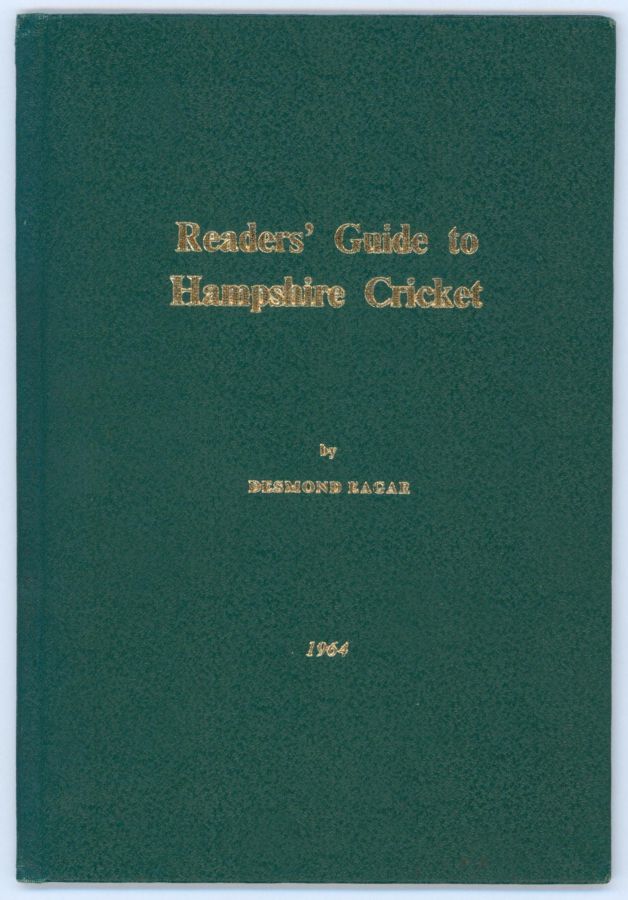 Readers' Guide to
Hampshire Cricket
by
DESMOND EAGAR
1964